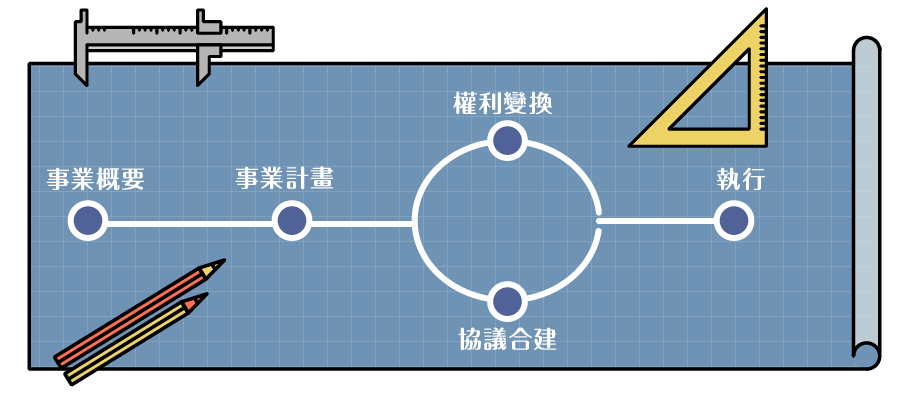 事業概要
事業計畫
權利變換
協議合建
執行